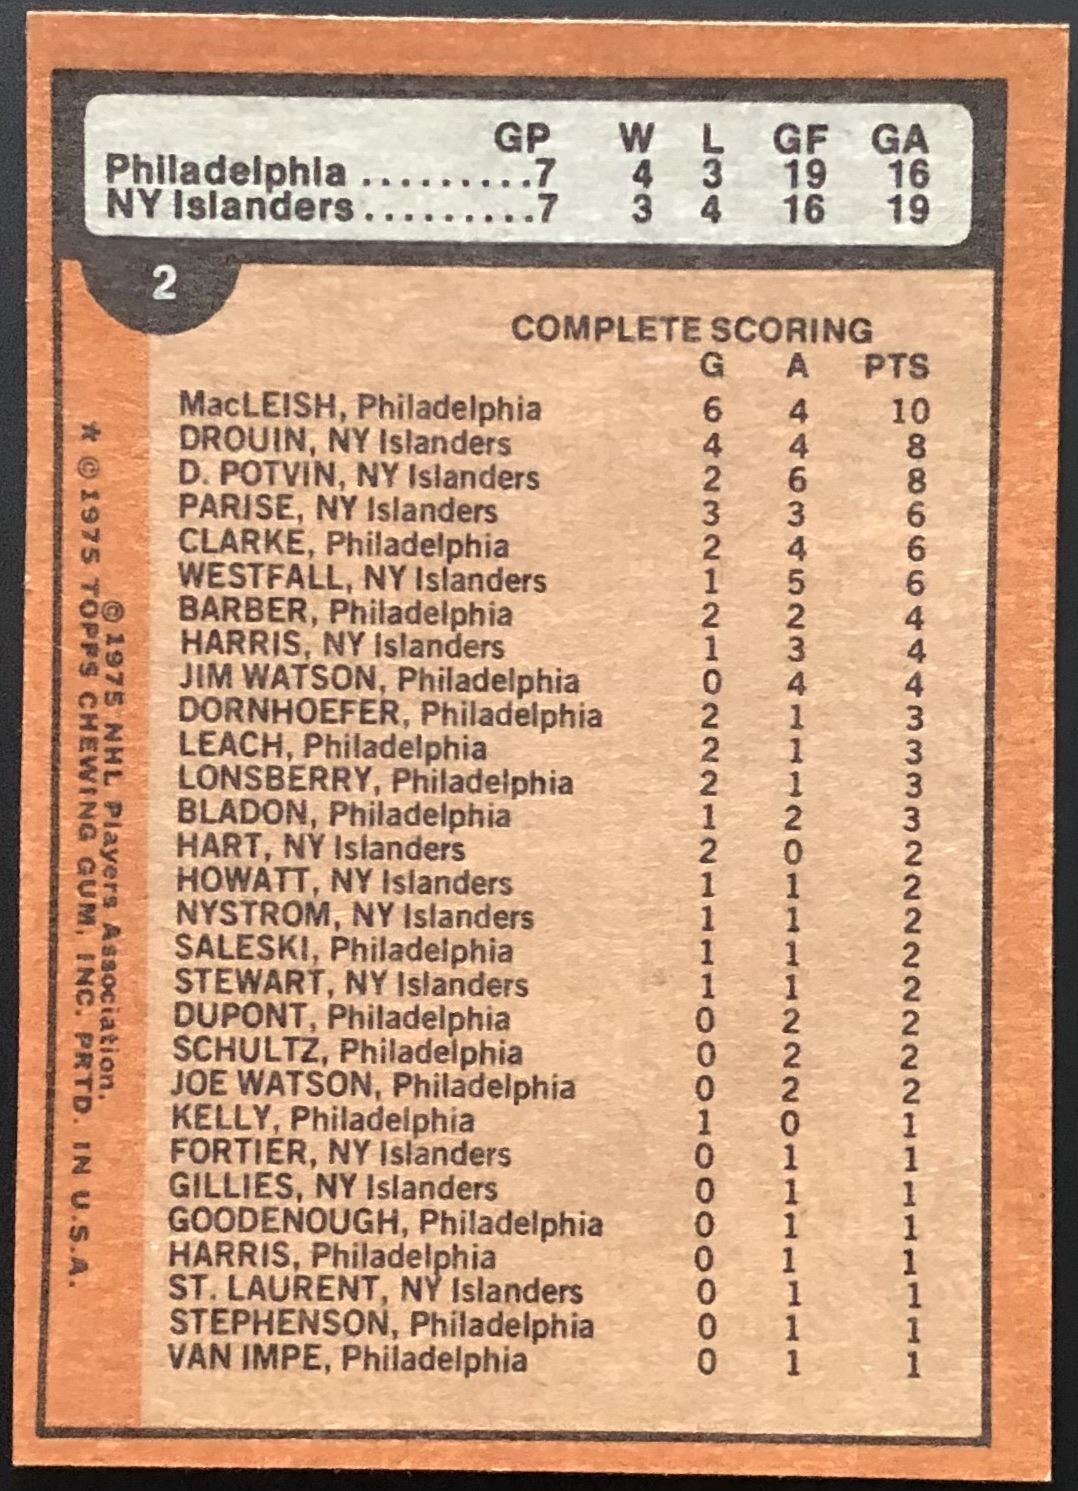 GP W L GF GA
Philadelphia .........7 4 3 19 16
NY Islanders.........7 3 4 16 19
2
COMPLETE SCORING
G A PTS
MacLEISH, Philadelphia 6 4 10
DROUIN, NY Islanders 4 4 8
D. POTVIN, NY Islanders 2 6 8
PARISE, NY Islanders 3 3 6
CLARKE, Philadelphia 2 4 6
WESTFALL, NY Islanders 1 5 6
BARBER, Philadelphia 2 2 4
HARRIS, NY Islanders 1 3 4
JIM WATSON, Philadelphia 0 4 4
DORNHOEFER, Philadelphia 2 1 3
LEACH, Philadelphia 2 1 3
LONSBERRY, Philadelphia 2 1 3
BLADON, Philadelphia 1 2 3
HART, NY Islanders 2 0 2
HOWATT, NY Islanders 1 1 2
NYSTROM, NY Islanders 1 1 2
SALESKI, Philadelphia 1 1 2
STEWART, NY Islanders 1 1 2
DUPONT, Philadelphia 0 2 2
SCHULTZ, Philadelphia 0 2 2
JOE WATSON, Philadelphia 0 2 2
KELLY, Philadelphia 1 0 1
FORTIER, NY Islanders 0 1 1
GILLIES, NY Islanders 0 1 1
GOODENOUGH, Philadelphia 0 1 1
HARRIS, Philadelphia 0 1 1
ST. LAURENT, NY Islanders 0 1 1
STEPHENSON, Philadelphia 0 1 1
VAN IMPE, Philadelphia 0 1 1
© 1975 NHL Players Association.
★ © 1975 TOPPS CHEWING GUM, INC. PRTD. IN U.S.A.